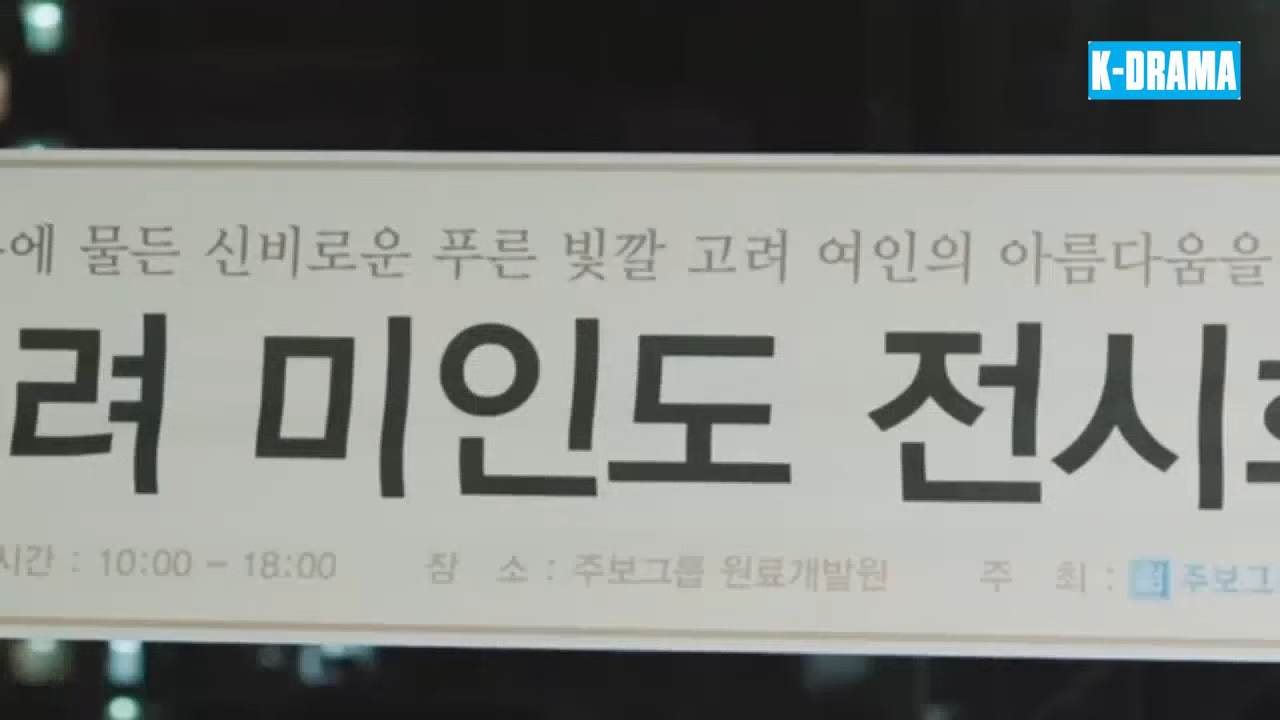 K-DRAMA
에 물든 신비로운 푸른 빛깔 고려 여인의 아름다움을
려 미인도 전시
시간 : 10:00 - 18:00 장 소 : 주보그룹 원료개발원 주 최 : 주보그